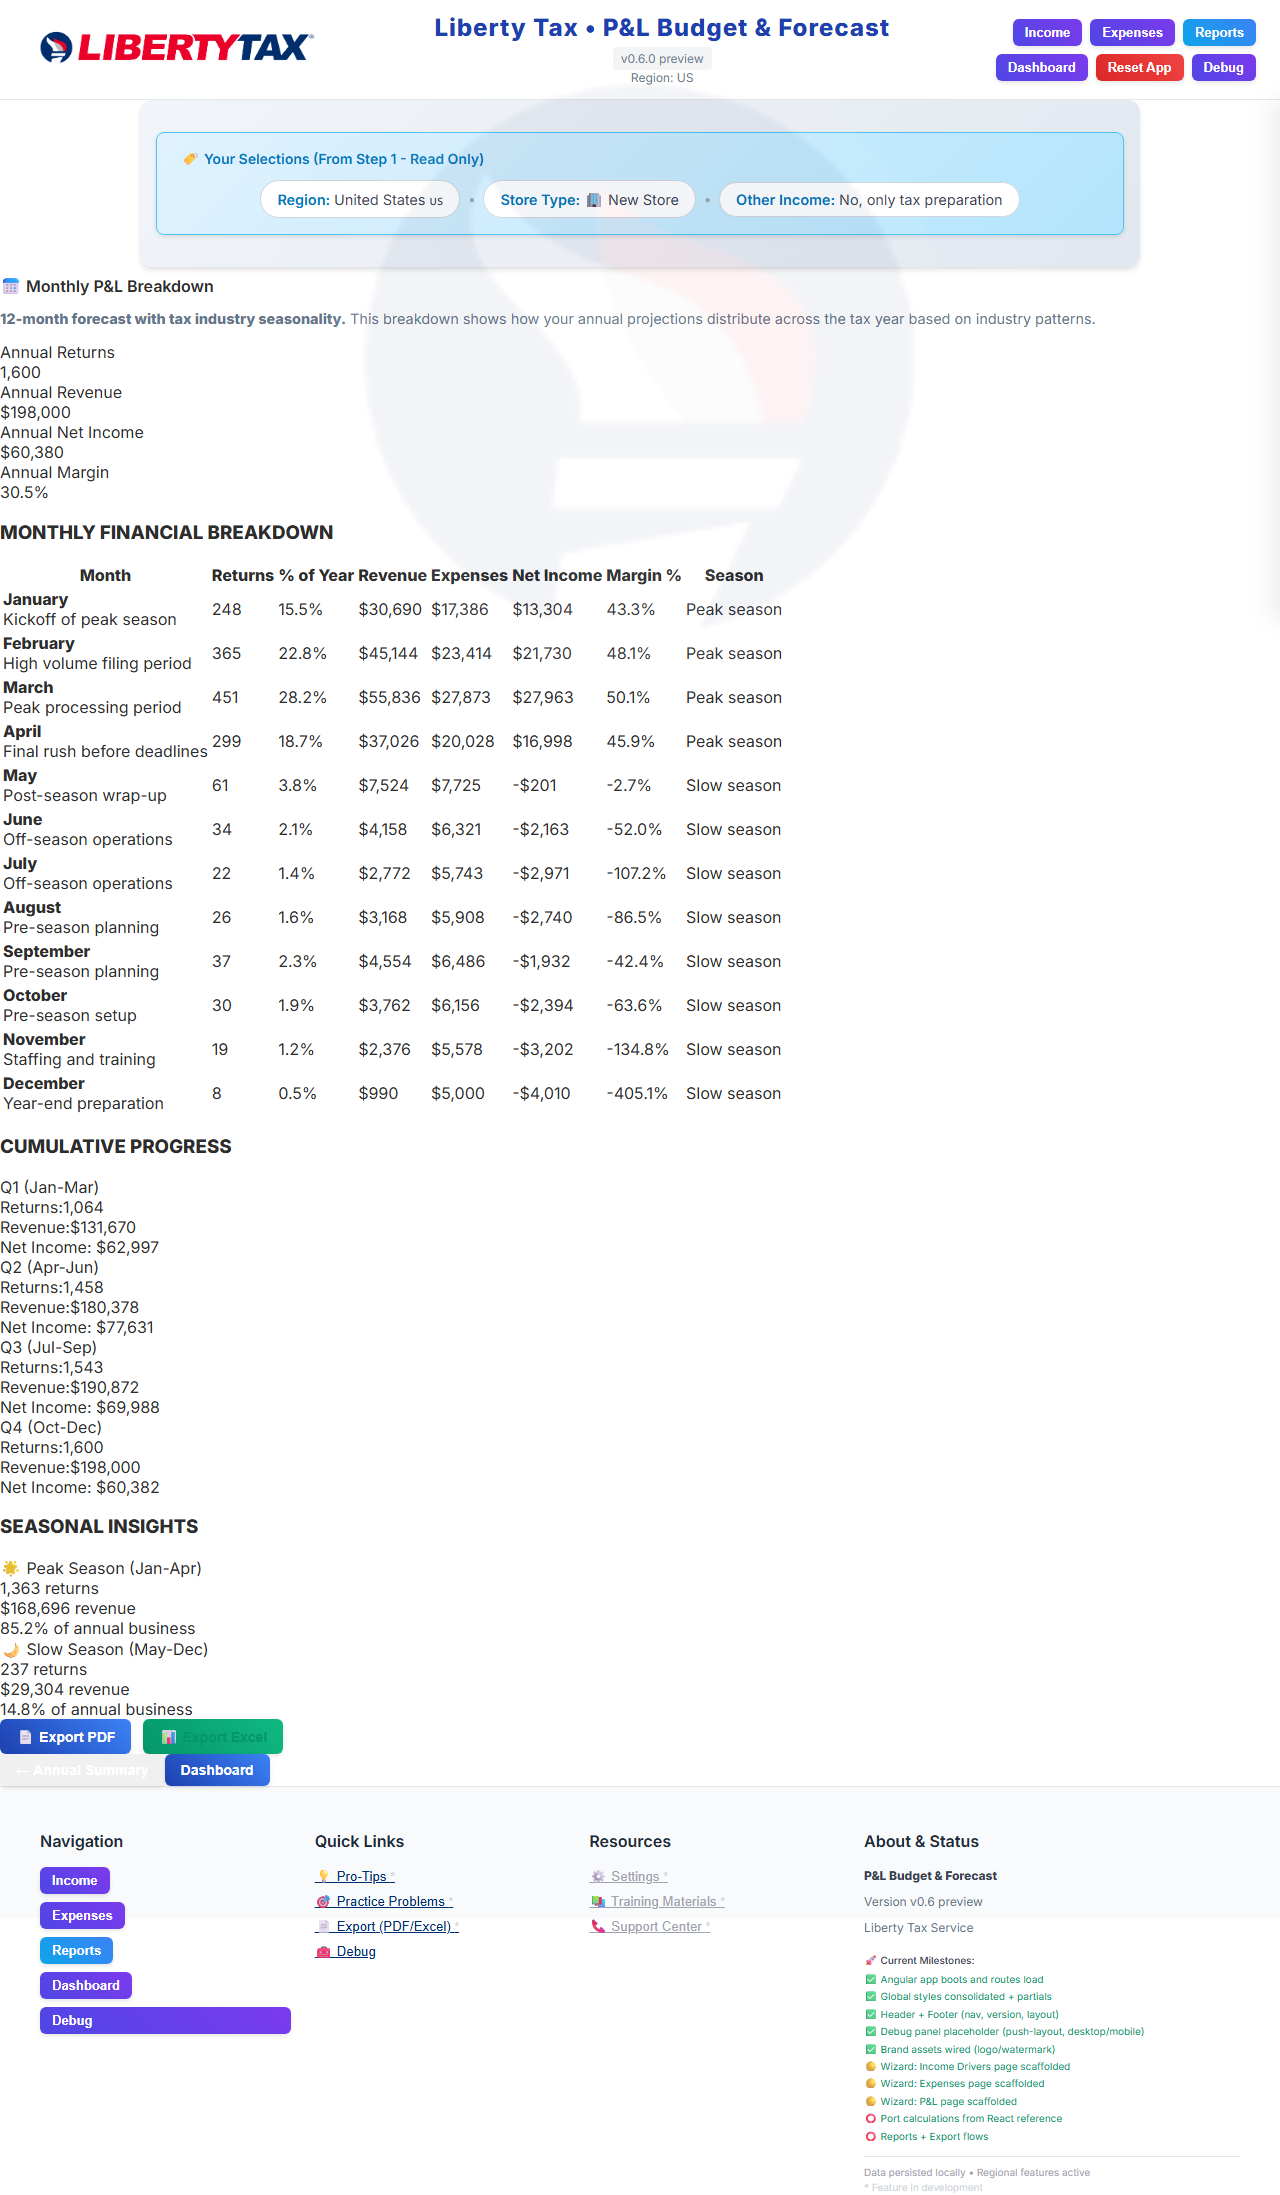 LIBERTYTAX®
Liberty Tax • P&L Budget & Forecast
v0.6.0 preview
Region: US
Income Expenses Reports
Dashboard Reset App Debug
Your Selections (From Step 1 - Read Only)
Region: United States US • Store Type: New Store • Other Income: No, only tax preparation
Monthly P&L Breakdown
12-month forecast with tax industry seasonality. This breakdown shows how your annual projections distribute across the tax year based on industry patterns.
Annual Returns
1,600
Annual Revenue
$198,000
Annual Net Income
$60,380
Annual Margin
30.5%
MONTHLY FINANCIAL BREAKDOWN
Month Returns % of Year Revenue Expenses Net Income Margin % Season
January
Kickoff of peak season 248 15.5% $30,690 $17,386 $13,304 43.3% Peak season
February
High volume filing period 365 22.8% $45,144 $23,414 $21,730 48.1% Peak season
March
Peak processing period 451 28.2% $55,836 $27,873 $27,963 50.1% Peak season
April
Final rush before deadlines 299 18.7% $37,026 $20,028 $16,998 45.9% Peak season
May
Post-season wrap-up 61 3.8% $7,524 $7,725 -$201 -2.7% Slow season
June
Off-season operations 34 2.1% $4,158 $6,321 -$2,163 -52.0% Slow season
July
Off-season operations 22 1.4% $2,772 $5,743 -$2,971 -107.2% Slow season
August
Pre-season planning 26 1.6% $3,168 $5,908 -$2,740 -86.5% Slow season
September
Pre-season planning 37 2.3% $4,554 $6,486 -$1,932 -42.4% Slow season
October
Pre-season setup 30 1.9% $3,762 $6,156 -$2,394 -63.6% Slow season
November
Staffing and training 19 1.2% $2,376 $5,578 -$3,202 -134.8% Slow season
December
Year-end preparation 8 0.5% $990 $5,000 -$4,010 -405.1% Slow season
CUMULATIVE PROGRESS
Q1 (Jan-Mar)
Returns:1,064
Revenue:$131,670
Net Income: $62,997
Q2 (Apr-Jun)
Returns:1,458
Revenue:$180,378
Net Income: $77,631
Q3 (Jul-Sep)
Returns:1,543
Revenue:$190,872
Net Income: $69,988
Q4 (Oct-Dec)
Returns:1,600
Revenue:$198,000
Net Income: $60,382
SEASONAL INSIGHTS
Peak Season (Jan-Apr)
1,363 returns
$168,696 revenue
85.2% of annual business
Slow Season (May-Dec)
237 returns
$29,304 revenue
14.8% of annual business
Export PDF Export Excel
← Annual Summary Dashboard
Navigation
Income
Expenses
Reports
Dashboard
Debug
Quick Links
Pro-Tips *
Practice Problems *
Export (PDF/Excel) *
Debug
Resources
Settings *
Training Materials *
Support Center *
About & Status
P&L Budget & Forecast
Version v0.6 preview
Liberty Tax Service
Current Milestones:
Angular app boots and routes load
Global styles consolidated + partials
Header + Footer (nav, version, layout)
Debug panel placeholder (push-layout, desktop/mobile)
Brand assets wired (logo/watermark)
Wizard: Income Drivers page scaffolded
Wizard: Expenses page scaffolded
Wizard: P&L page scaffolded
Port calculations from React reference
Reports + Export flows
Data persisted locally • Regional features active
* Feature in development